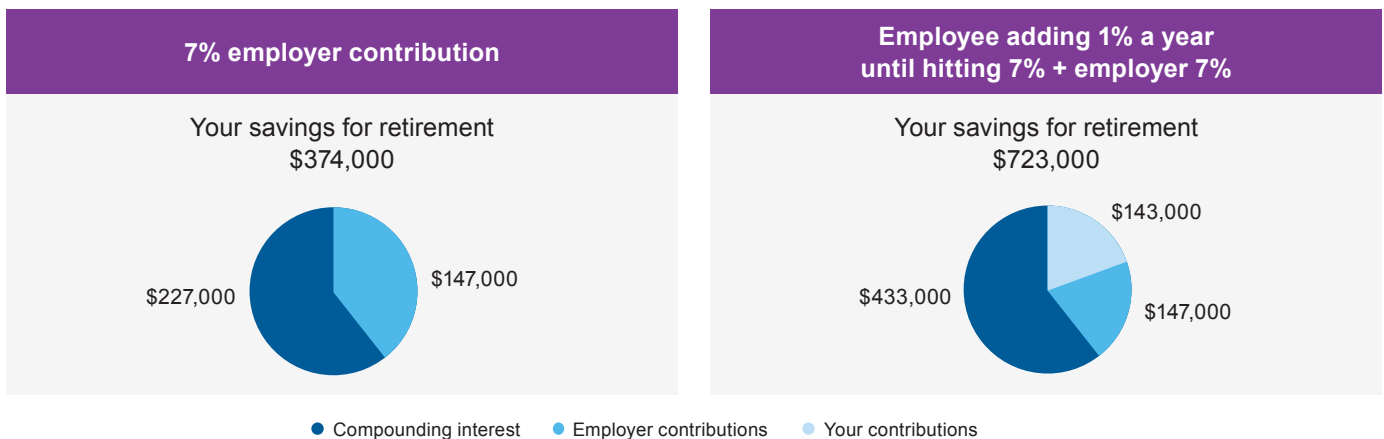 7% employer contribution
Your savings for retirement
$374,000
$227,000
$147,000
Employee adding 1% a year
until hitting 7% + employer 7%
Your savings for retirement
$723,000
$143,000
$433,000
$147,000
Compounding interest
Employer contributions
Your contributions